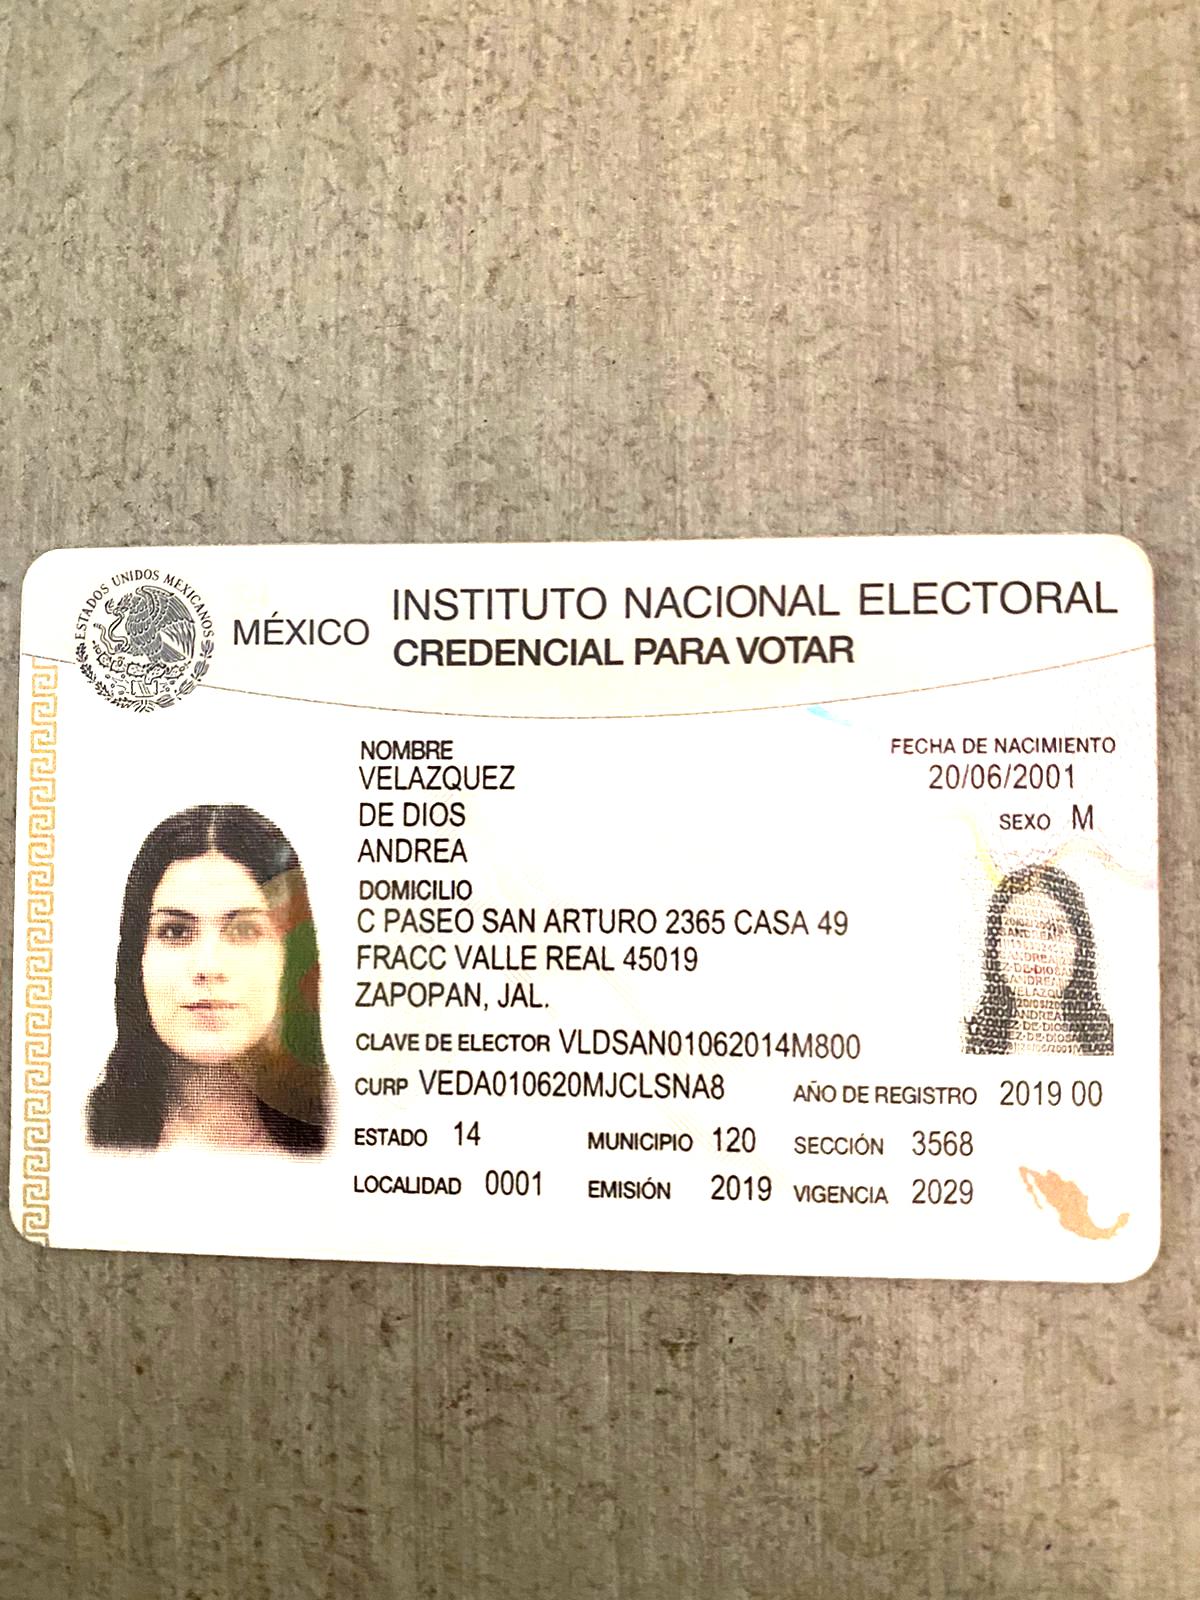 ESTADOS UNIDOS MEXICANOS
MÉXICO
INSTITUTO NACIONAL ELECTORAL
CREDENCIAL PARA VOTAR
NOMBRE
VELAZQUEZ
DE DIOS
ANDREA
FECHA DE NACIMIENTO
20/06/2001
SEXO M
DOMICILIO
C PASEO SAN ARTURO 2365 CASA 49
FRACC VALLE REAL 45019
ZAPOPAN, JAL.
CLAVE DE ELECTOR VLDSAN01062014M800
CURP VEDA010620MJCLSNA8 AÑO DE REGISTRO 2019 00
ESTADO 14 MUNICIPIO 120 SECCIÓN 3568
LOCALIDAD 0001 EMISIÓN 2019 VIGENCIA 2029